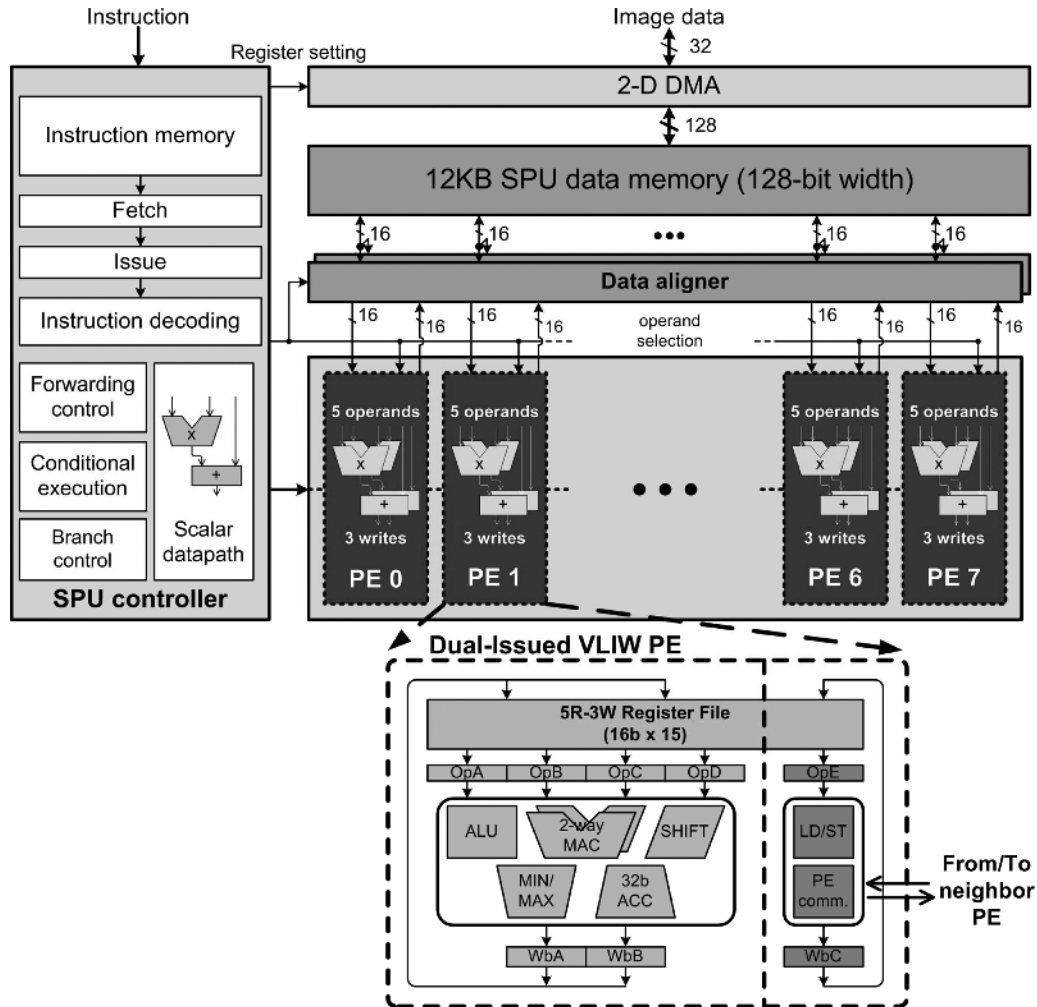 Instruction
Image data
Register setting
32
2-D DMA
128
Instruction memory
12KB SPU data memory (128-bit width)
Fetch
16 16 ••• 16 16
Issue
Data aligner
Instruction decoding
16 16 16 16 operand selection 16 16 16 16
Forwarding control
Conditional execution
Branch control
x
+
Scalar datapath
SPU controller
5 operands 5 operands 5 operands 5 operands
x x x x
+ + + +
3 writes 3 writes 3 writes 3 writes
PE 0 PE 1 ••• PE 6 PE 7
Dual-Issued VLIW PE
5R-3W Register File
(16b x 15)
OpA OpB OpC OpD OpE
ALU
2-way
MAC
SHIFT
LD/ST
MIN/
MAX
32b
ACC
PE
comm.
From/To
neighbor
PE
WbA WbB WbC